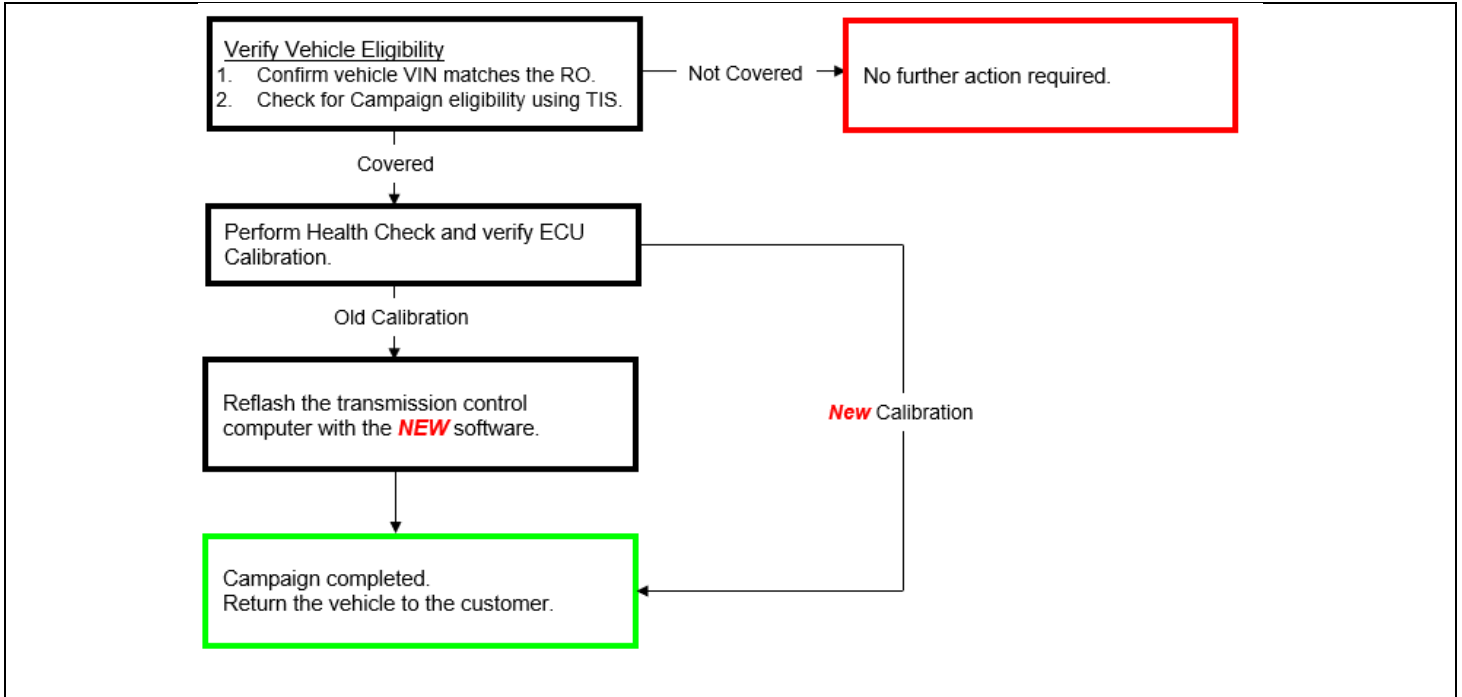 Verify Vehicle Eligibility
1. Confirm vehicle VIN matches the RO.
2. Check for Campaign eligibility using TIS.
Not Covered
No further action required.
Covered
Perform Health Check and verify ECU
Calibration.
Old Calibration
Reflash the transmission control
computer with the NEW software.
New Calibration
Campaign completed.
Return the vehicle to the customer.